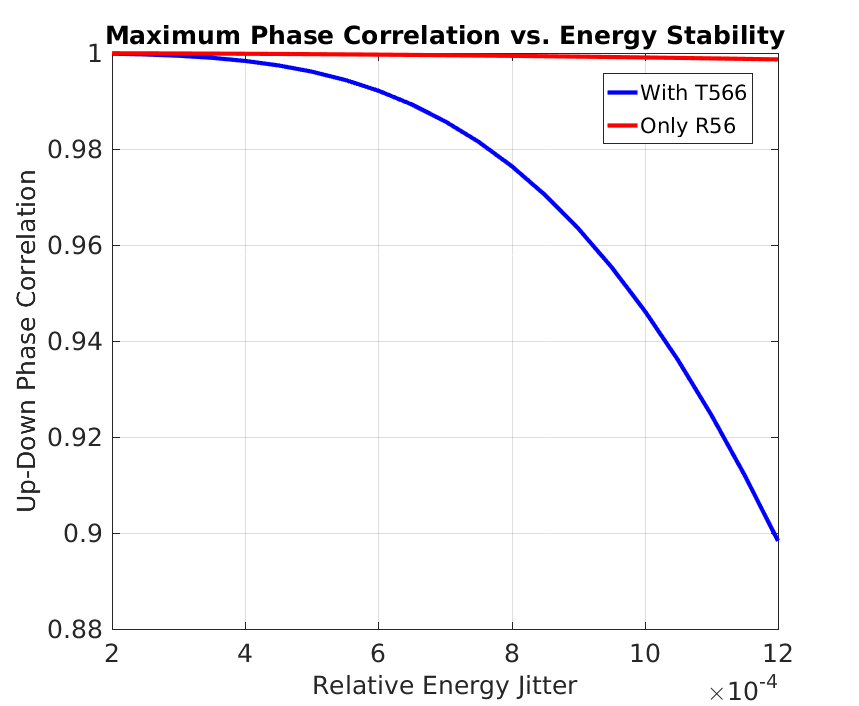 Maximum Phase Correlation vs. Energy Stability
Up-Down Phase Correlation
1
0.98
0.96
0.94
0.92
0.9
0.88
With T566
Only R56
2 4 6 8 10 12
Relative Energy Jitter
×10-4